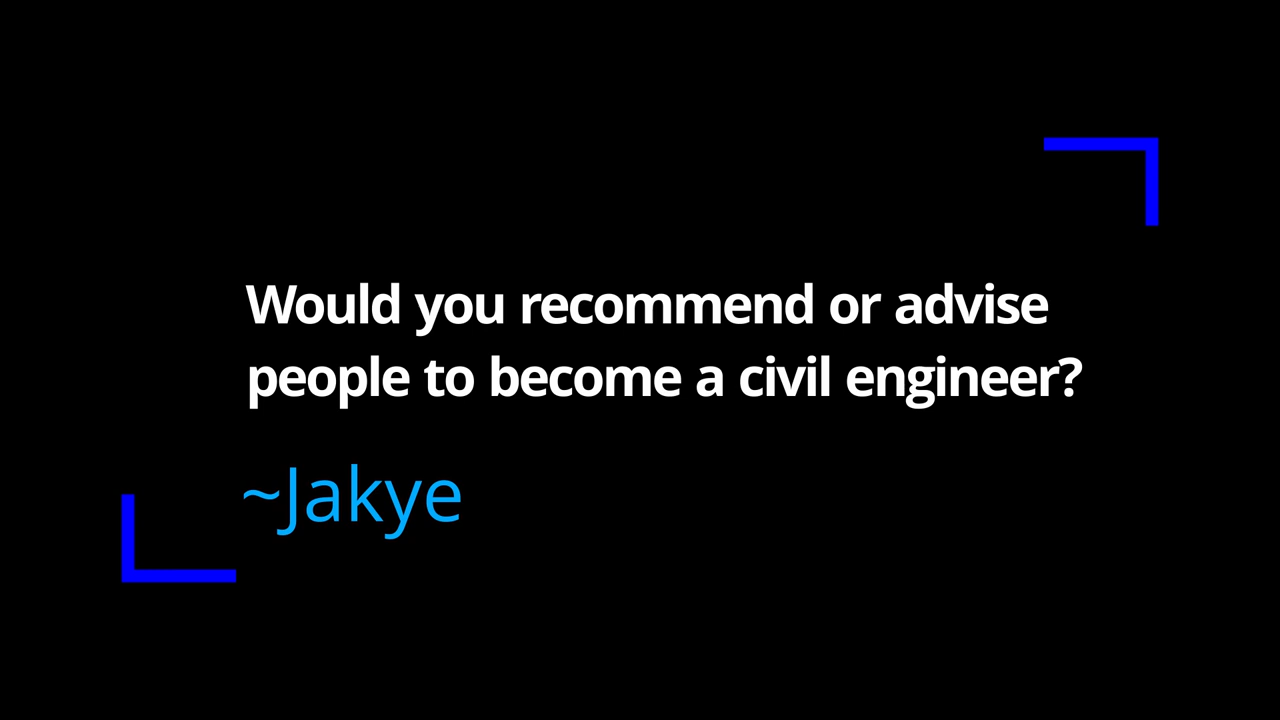 Would you recommend or advise
people to become a civil engineer?
~Jakye